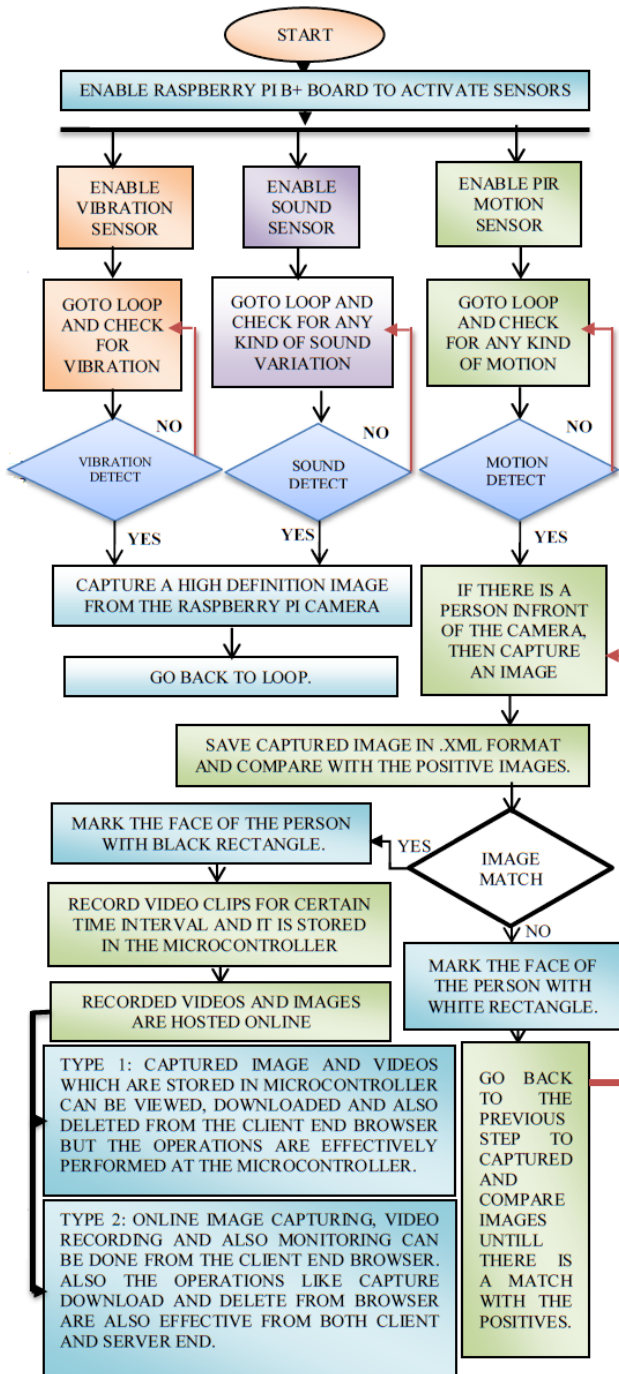 START
ENABLE RASPBERRY PI B+ BOARD TO ACTIVATE SENSORS
ENABLE
VIBRATION
SENSOR
ENABLE
SOUND
SENSOR
ENABLE PIR
MOTION
SENSOR
GOTO LOOP
AND CHECK
FOR
VIBRATION
GOTO LOOP AND
CHECK FOR ANY
KIND OF SOUND
VARIATION
GOTO LOOP
AND CHECK
FOR ANY KIND
OF MOTION
NO
NO
NO
VIBRATION
DETECT
SOUND
DETECT
MOTION
DETECT
YES
YES
YES
CAPTURE A HIGH DEFINITION IMAGE
FROM THE RASPBERRY PI CAMERA
GO BACK TO LOOP.
IF THERE IS A
PERSON INFRONT
OF THE CAMERA,
THEN CAPTURE
AN IMAGE
SAVE CAPTURED IMAGE IN .XML FORMAT
AND COMPARE WITH THE POSITIVE IMAGES.
IMAGE
MATCH
YES
MARK THE FACE OF THE PERSON
WITH BLACK RECTANGLE.
RECORD VIDEO CLIPS FOR CERTAIN
TIME INTERVAL AND IT IS STORED
IN THE MICROCONTROLLER
RECORDED VIDEOS AND IMAGES
ARE HOSTED ONLINE
TYPE 1: CAPTURED IMAGE AND VIDEOS
WHICH ARE STORED IN MICROCONTROLLER
CAN BE VIEWED, DOWNLOADED AND ALSO
DELETED FROM THE CLIENT END BROWSER
BUT THE OPERATIONS ARE EFFECTIVELY
PERFORMED AT THE MICROCONTROLLER.
TYPE 2: ONLINE IMAGE CAPTURING, VIDEO
RECORDING AND ALSO MONITORING CAN
BE DONE FROM THE CLIENT END BROWSER.
ALSO THE OPERATIONS LIKE CAPTURE
DOWNLOAD AND DELETE FROM BROWSER
ARE ALSO EFFECTIVE FROM BOTH CLIENT
AND SERVER END.
NO
MARK THE FACE OF
THE PERSON WITH
WHITE RECTANGLE.
GO BACK
TO THE
PREVIOUS
STEP TO
CAPTURED
AND
COMPARE
IMAGES
UNTILL
THERE IS
A MATCH
WITH THE
POSITIVES.